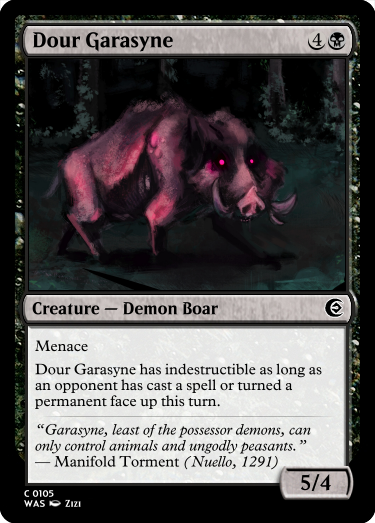 Dour Garasyne 4
Creature — Demon Boar
Menace
Dour Garasyne has indestructible as long as
an opponent has cast a spell or turned a
permanent face up this turn.
“Garasyne, least of the possessor demons, can
only control animals and ungodly peasants.”
— Manifold Torment (Nuello, 1291)
5/4
C 0105
WAS Zizi